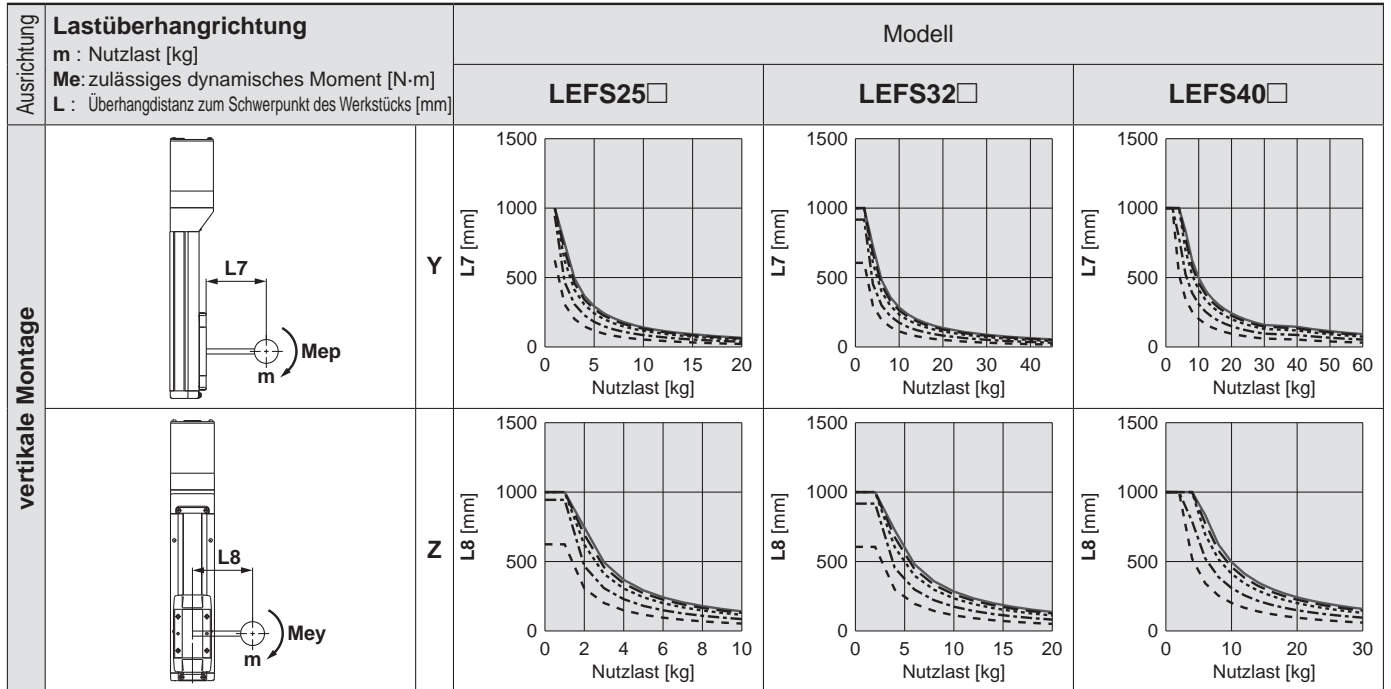 Ausrichtung
Lastüberhangrichtung
m : Nutzlast [kg]
Me: zulässiges dynamisches Moment [N·m]
L : Überhangdistanz zum Schwerpunkt des Werkstücks [mm]
Modell
LEFS25□
LEFS32□
LEFS40□
vertikale Montage
L7
Mep
m
Y
L7 [mm]
1500
1000
500
0
0 5 10 15 20
Nutzlast [kg]
L7 [mm]
1500
1000
500
0
0 10 20 30 40
Nutzlast [kg]
L7 [mm]
1500
1000
500
0
0 10 20 30 40 50 60
Nutzlast [kg]
L8
Mey
m
Z
L8 [mm]
1500
1000
500
0
0 2 4 6 8 10
Nutzlast [kg]
L8 [mm]
1500
1000
500
0
0 5 10 15 20
Nutzlast [kg]
L8 [mm]
1500
1000
500
0
0 10 20 30
Nutzlast [kg]